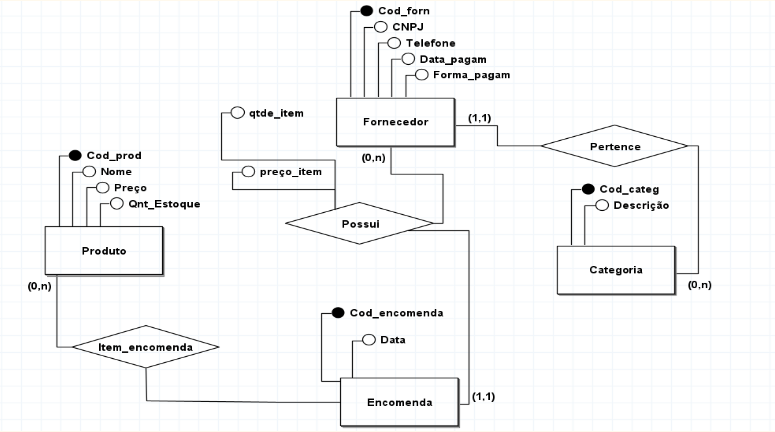 Cod_forn
CNPJ
Telefone
Data_pagam
Forma_pagam
Fornecedor
(1,1)
(0,n)
qtde_item
preço_item
Possui
Pertence
Cod_categ
Descrição
Categoria
(0,n)
Cod_prod
Nome
Preço
Qnt_Estoque
Produto
(0,n)
Item_encomenda
Cod_encomenda
Data
Encomenda
(1,1)